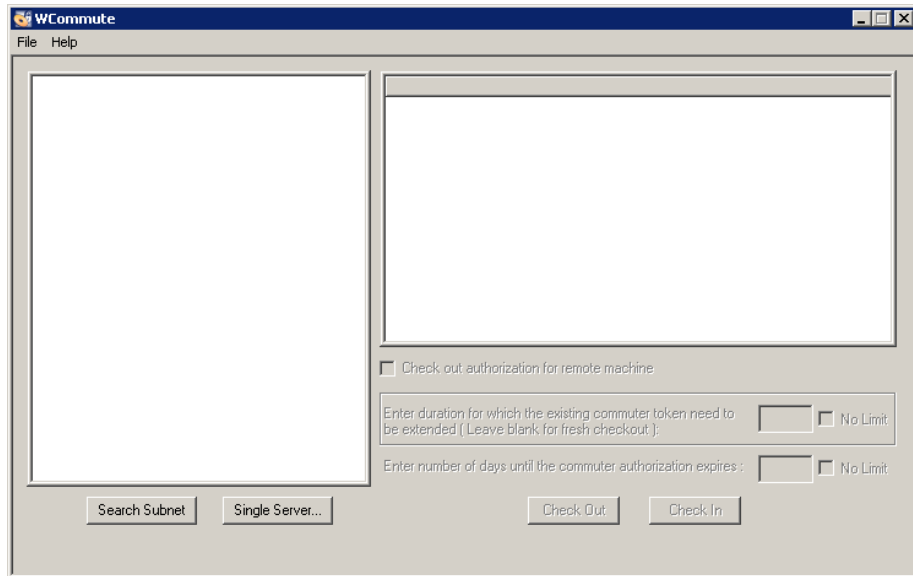 WCommute
File Help
Check out authorization for remote machine
Enter duration for which the existing commuter token need to
be extended ( Leave blank for fresh checkout ):
No Limit
Enter number of days until the commuter authorization expires :
No Limit
Search Subnet
Single Server...
Check Out
Check In